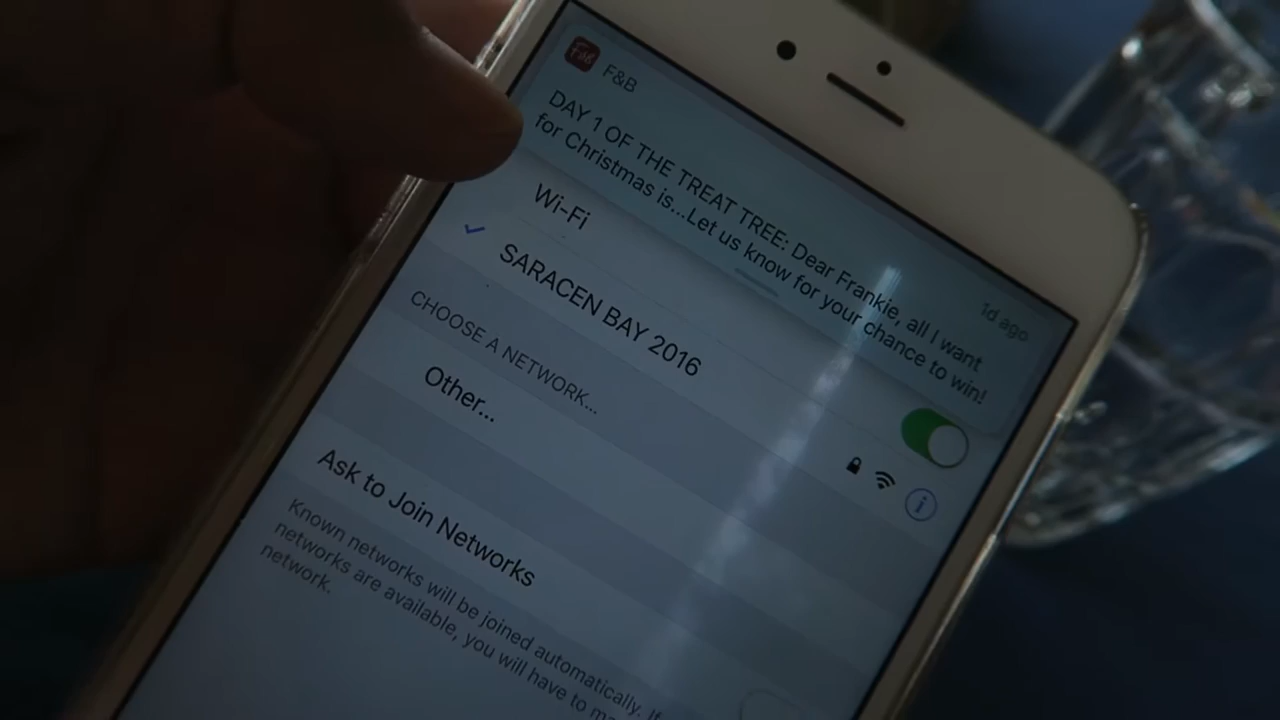 F&B
1d ago
DAY 1 OF THE TREAT TREE: Dear Frankie, all I want
for Christmas is...Let us know for your chance to win!
Wi-Fi
SARACEN BAY 2016
CHOOSE A NETWORK...
Other...
Ask to Join Networks
Known networks will be joined automatically. If
networks are available, you will have to
network.